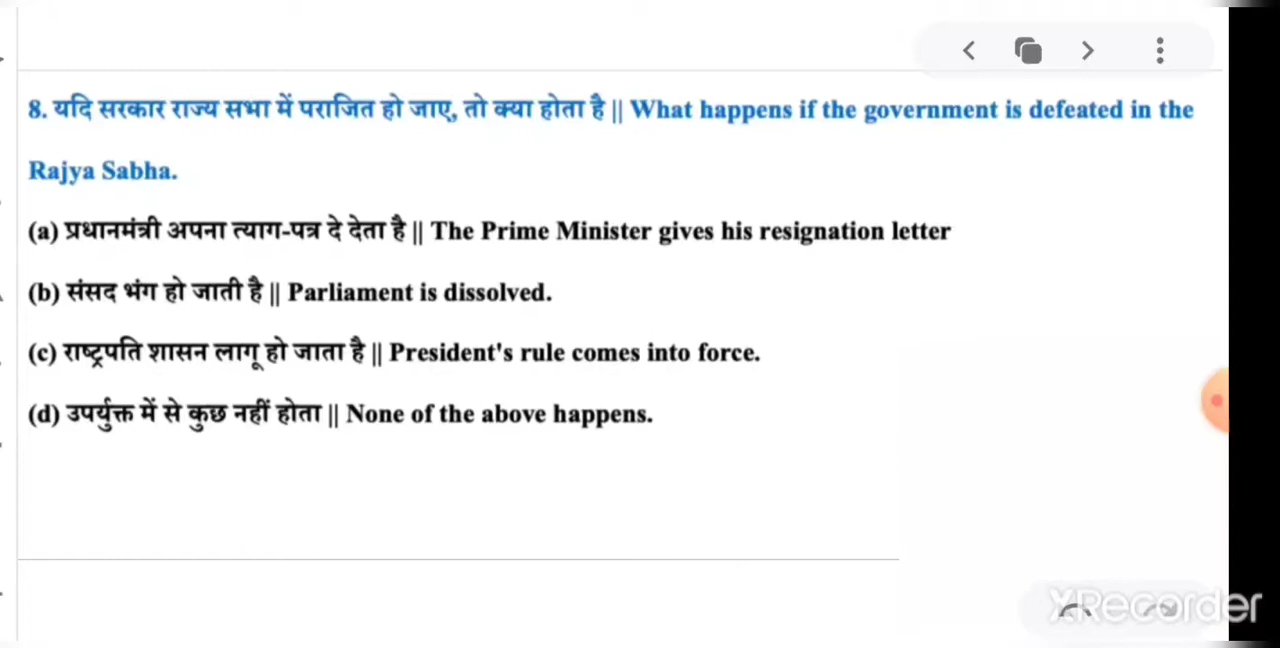 8. यदि सरकार राज्य सभा में पराजित हो जाए, तो क्या होता है || What happens if the government is defeated in the
Rajya Sabha.
(a) प्रधानमंत्री अपना त्याग-पत्र दे देता है || The Prime Minister gives his resignation letter
(b) संसद भंग हो जाती है || Parliament is dissolved.
(c) राष्ट्रपति शासन लागू हो जाता है || President's rule comes into force.
(d) उपर्युक्त में से कुछ नहीं होता || None of the above happens.
XRecorder